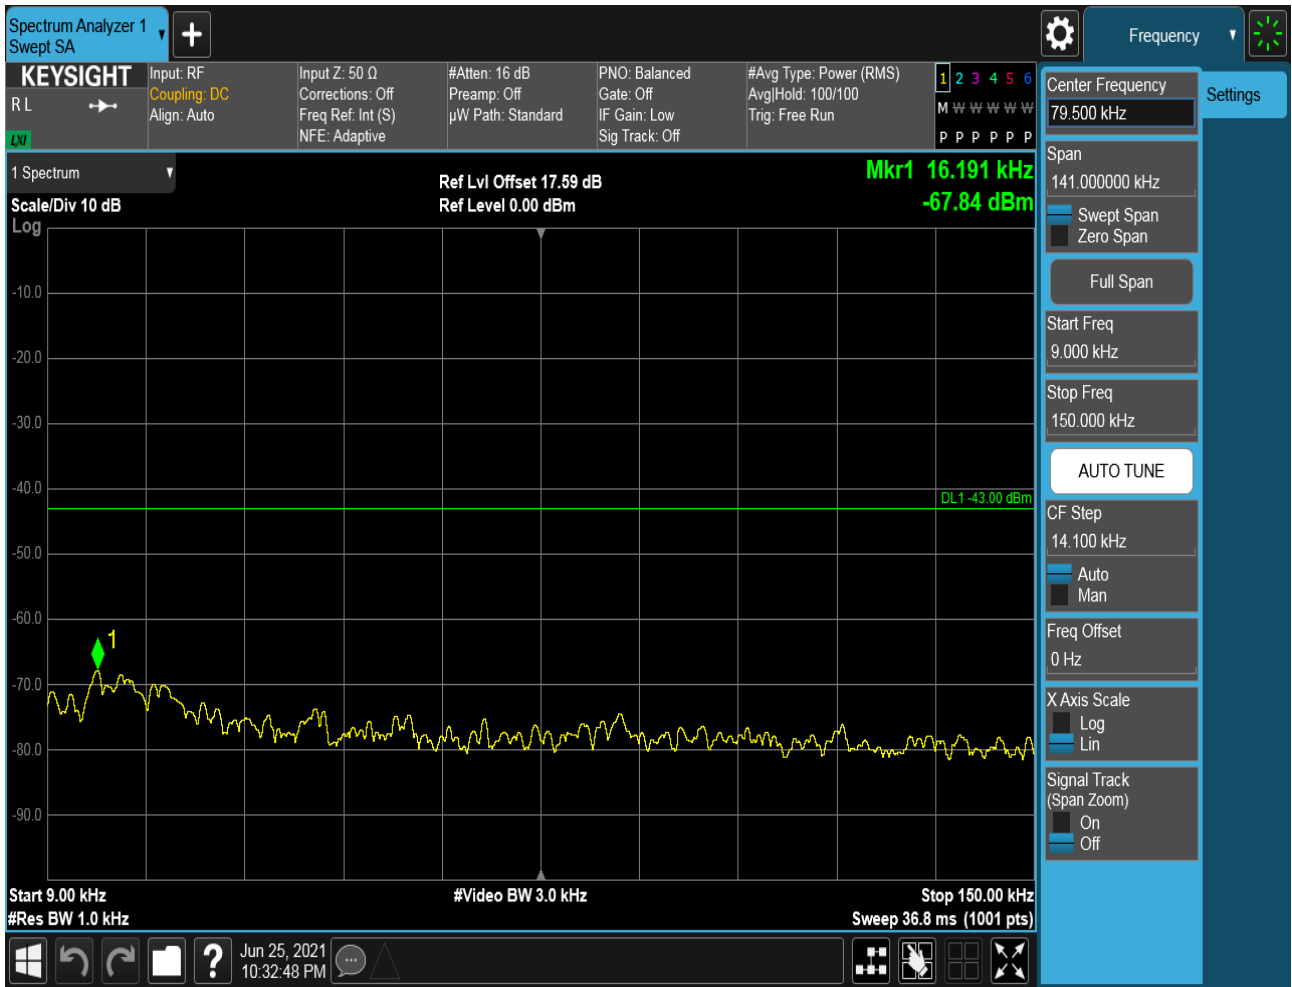 Spectrum Analyzer 1
Swept SA
Frequency
KEYSIGHT
R L
LXI
Input: RF
Coupling: DC
Align: Auto
Input Z: 50 Ω
Corrections: Off
Freq Ref: Int (S)
NFE: Adaptive
#Atten: 16 dB
Preamp: Off
µW Path: Standard
PNO: Balanced
Gate: Off
IF Gain: Low
Sig Track: Off
#Avg Type: Power (RMS)
Avg|Hold: 100/100
Trig: Free Run
1 2 3 4 5 6
M W W W W W
P P P P P P
1 Spectrum
Scale/Div 10 dB
Log
Ref Lvl Offset 17.59 dB
Ref Level 0.00 dBm
Mkr1 16.191 kHz
-67.84 dBm
-10.0
-20.0
-30.0
-40.0
DL1 -43.00 dBm
-50.0
-60.0
1
-70.0
-80.0
-90.0
Start 9.00 kHz
#Res BW 1.0 kHz
#Video BW 3.0 kHz
Stop 150.00 kHz
Sweep 36.8 ms (1001 pts)
Jun 25, 2021
10:32:48 PM
?
Center Frequency
79.500 kHz
Settings
Span
141.000000 kHz
Swept Span
Zero Span
Full Span
Start Freq
9.000 kHz
Stop Freq
150.000 kHz
AUTO TUNE
CF Step
14.100 kHz
Auto
Man
Freq Offset
0 Hz
X Axis Scale
Log
Lin
Signal Track
(Span Zoom)
On
Off